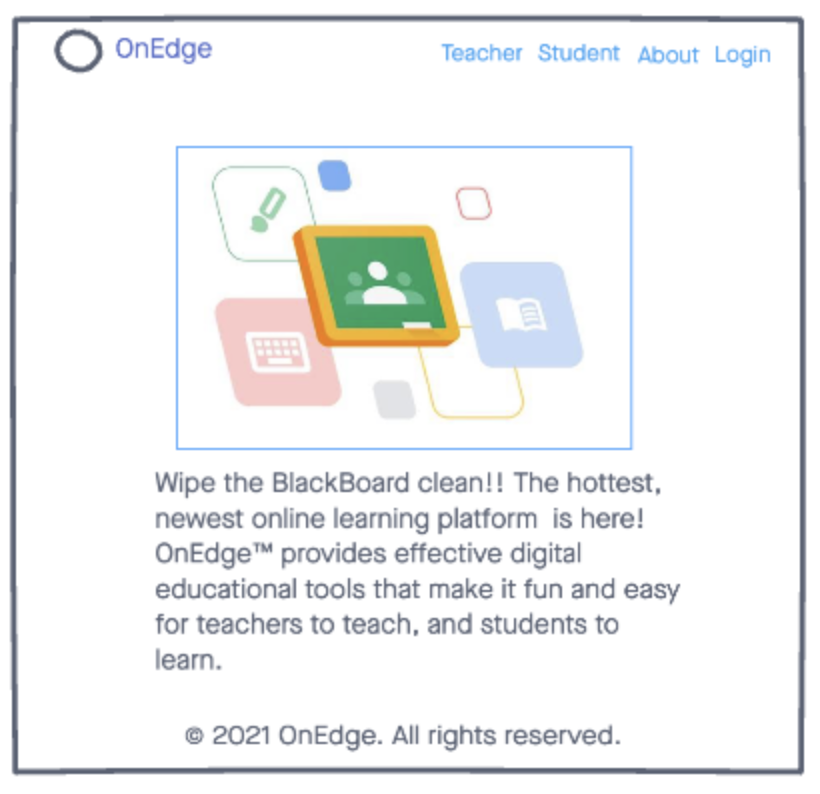 OnEdge
Teacher Student About Login
Wipe the BlackBoard clean!! The hottest,
newest online learning platform is here!
OnEdge™ provides effective digital
educational tools that make it fun and easy
for teachers to teach, and students to
learn.
© 2021 OnEdge. All rights reserved.